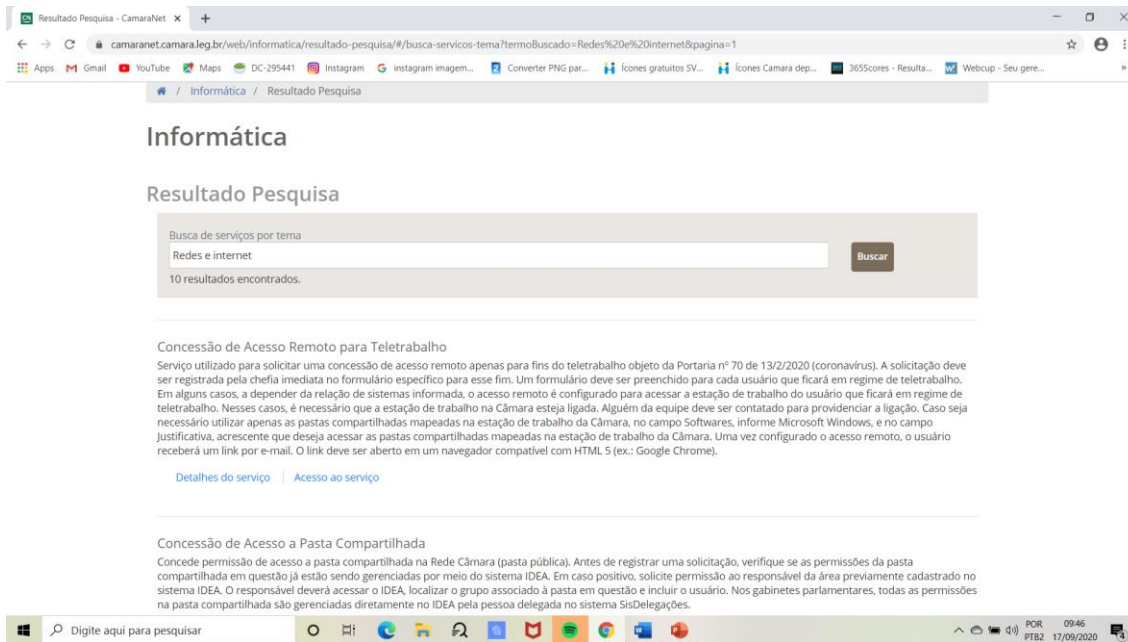 Resultado Pesquisa - CamaraNet
camaranet.camara.leg.br/web/informatica/resultado-pesquisa/#/busca-servicos-tema?termoBuscado=Redes%20e%20internet&pagina=1
Apps Gmail YouTube Maps DC-295441 Instagram instagram imagem... Converter PNG par... Ícones gratuitos SV... Ícones Camara dep... 365Scores - Resulta... Webcup - Seu gere...
/ Informática / Resultado Pesquisa
Informática
Resultado Pesquisa
Busca de serviços por tema
Redes e internet
Buscar
10 resultados encontrados.
Concessão de Acesso Remoto para Teletrabalho
Serviço utilizado para solicitar uma concessão de acesso remoto apenas para fins do teletrabalho objeto da Portaria nº 70 de 13/2/2020 (coronavírus). A solicitação deve
ser registrada pela chefia imediata no formulário específico para esse fim. Um formulário deve ser preenchido para cada usuário que ficará em regime de teletrabalho.
Em alguns casos, a depender da relação de sistemas informada, o acesso remoto é configurado para acessar a estação de trabalho do usuário que ficará em regime de
teletrabalho. Nesses casos, é necessário que a estação de trabalho na Câmara esteja ligada. Alguém da equipe deve ser contatado para providenciar a ligação. Caso seja
necessário utilizar apenas as pastas compartilhadas mapeadas na estação de trabalho da Câmara, no campo Softwares, informe Microsoft Windows, e no campo
Justificativa, acrescente que deseja acessar as pastas compartilhadas mapeadas na estação de trabalho da Câmara. Uma vez configurado o acesso remoto, o usuário
receberá um link por e-mail. O link deve ser aberto em um navegador compatível com HTML 5 (ex.: Google Chrome).
Detalhes do serviço Acesso ao serviço
Concessão de Acesso a Pasta Compartilhada
Concede permissão de acesso a pasta compartilhada na Rede Câmara (pasta pública). Antes de registrar uma solicitação, verifique se as permissões da pasta
compartilhada em questão já estão sendo gerenciadas por meio do sistema IDEA. Em caso positivo, solicite permissão ao responsável da área previamente cadastrado no
sistema IDEA. O responsável deverá acessar o IDEA, localizar o grupo associado à pasta em questão e incluir o usuário. Nos gabinetes parlamentares, todas as permissões
na pasta compartilhada são gerenciadas diretamente no IDEA pela pessoa delegada no sistema SisDelegações.
Digite aqui para pesquisar
POR 09:46
PTB2 17/09/2020